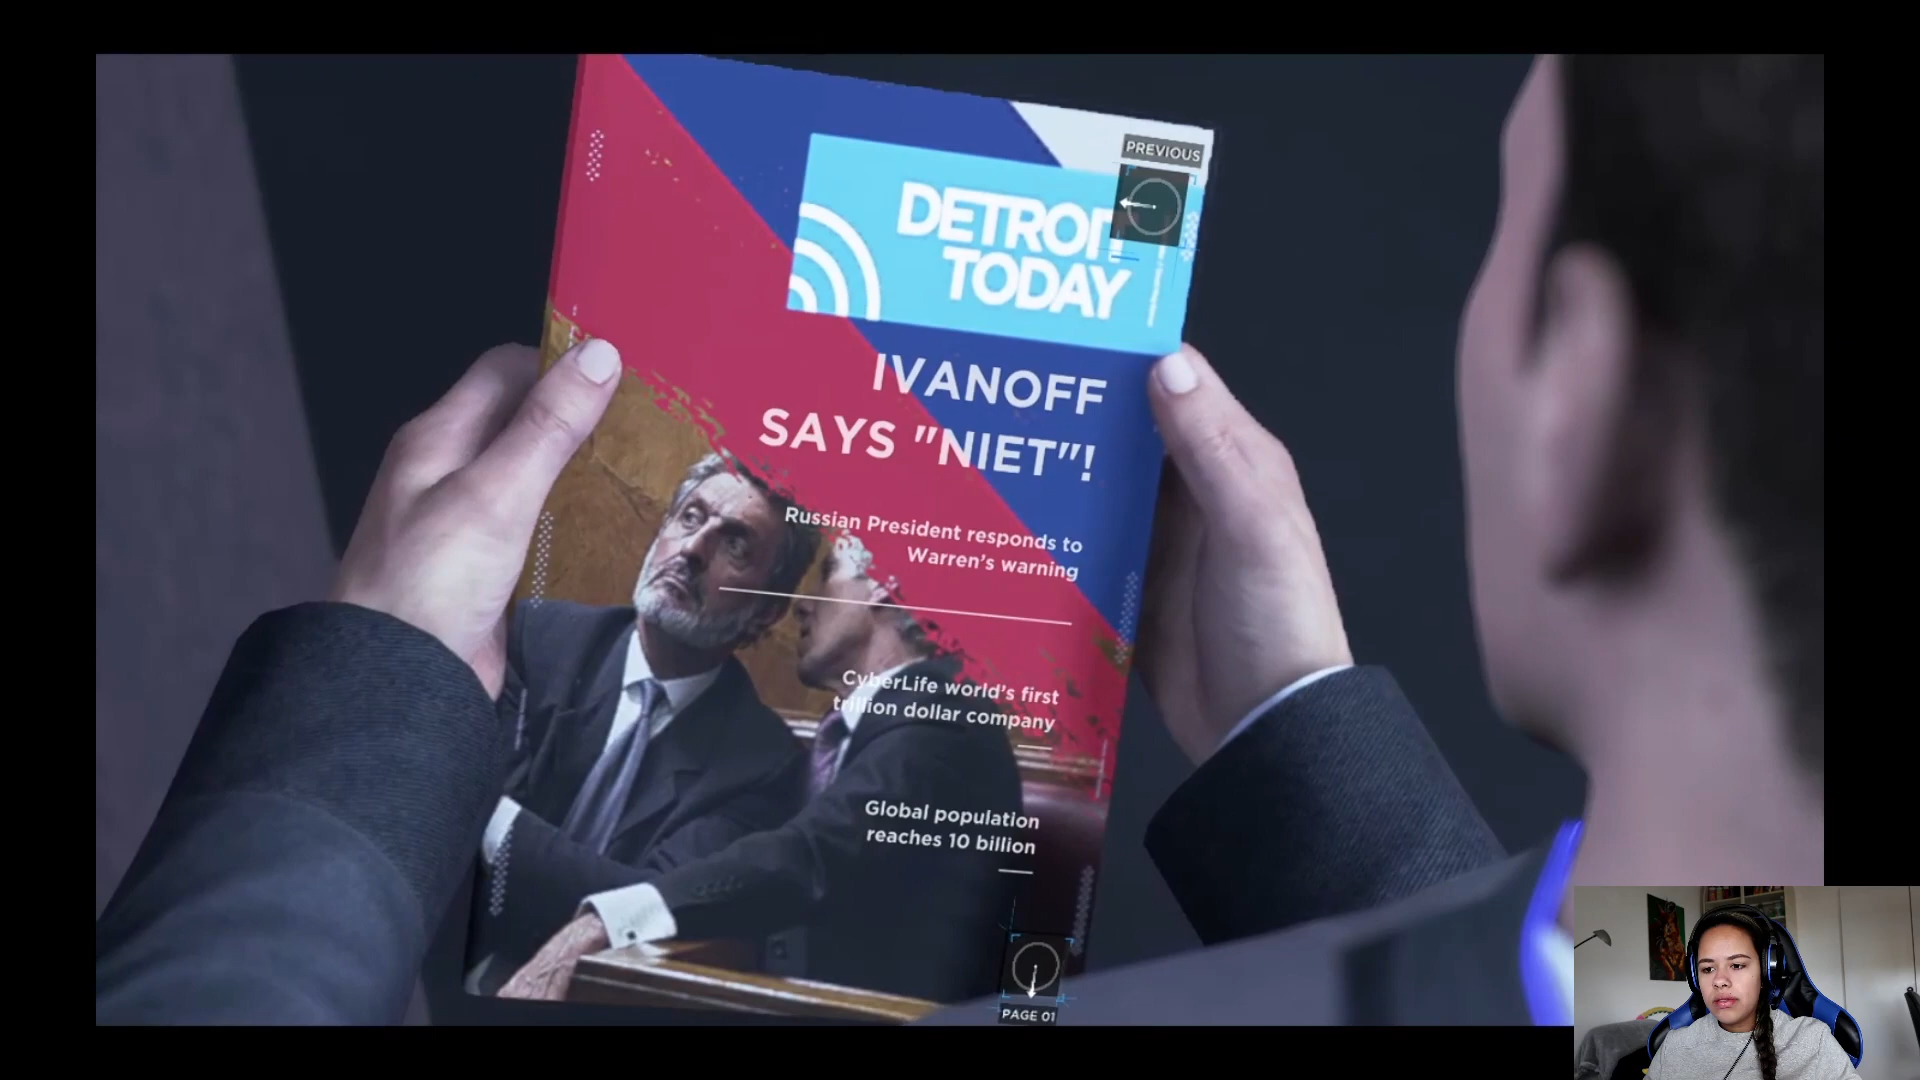 PREVIOUS
DETROIT
TODAY
IVANOFF
SAYS "NIET"!
Russian President responds to
Warren's warning
CyberLife world's first
trillion dollar company
Global population
reaches 10 billion
PAGE 01